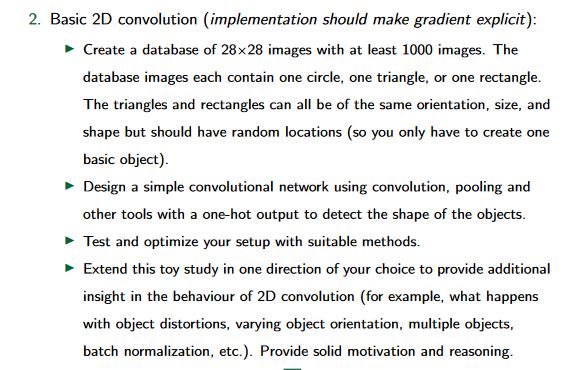 2. Basic 2D convolution (implementation should make gradient explicit):
▶ Create a database of 28×28 images with at least 1000 images. The
database images each contain one circle, one triangle, or one rectangle.
The triangles and rectangles can all be of the same orientation, size, and
shape but should have random locations (so you only have to create one
basic object).
▶ Design a simple convolutional network using convolution, pooling and
other tools with a one-hot output to detect the shape of the objects.
▶ Test and optimize your setup with suitable methods.
▶ Extend this toy study in one direction of your choice to provide additional
insight in the behaviour of 2D convolution (for example, what happens
with object distortions, varying object orientation, multiple objects,
batch normalization, etc.). Provide solid motivation and reasoning.